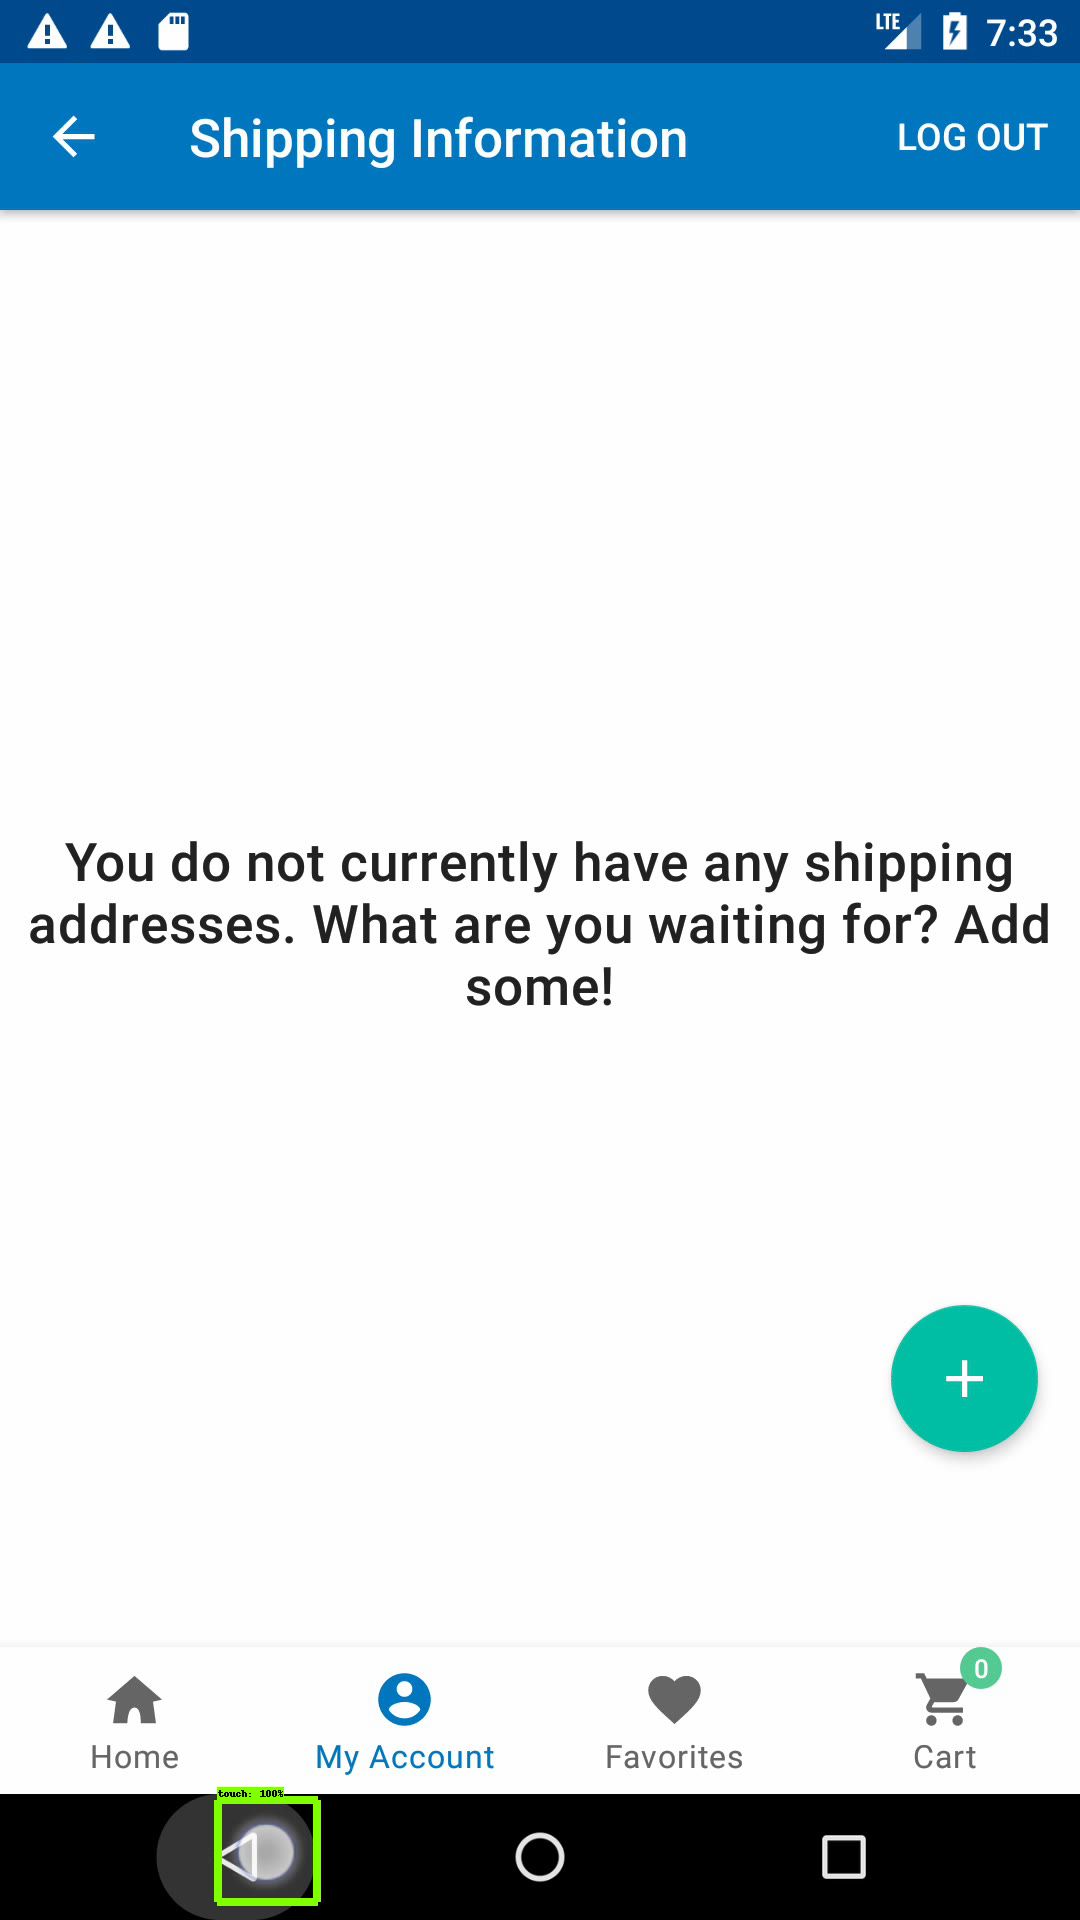 LTE 7:33
Shipping Information LOG OUT
You do not currently have any shipping
addresses. What are you waiting for? Add
some!
0
Home My Account Favorites Cart
touch: 100%